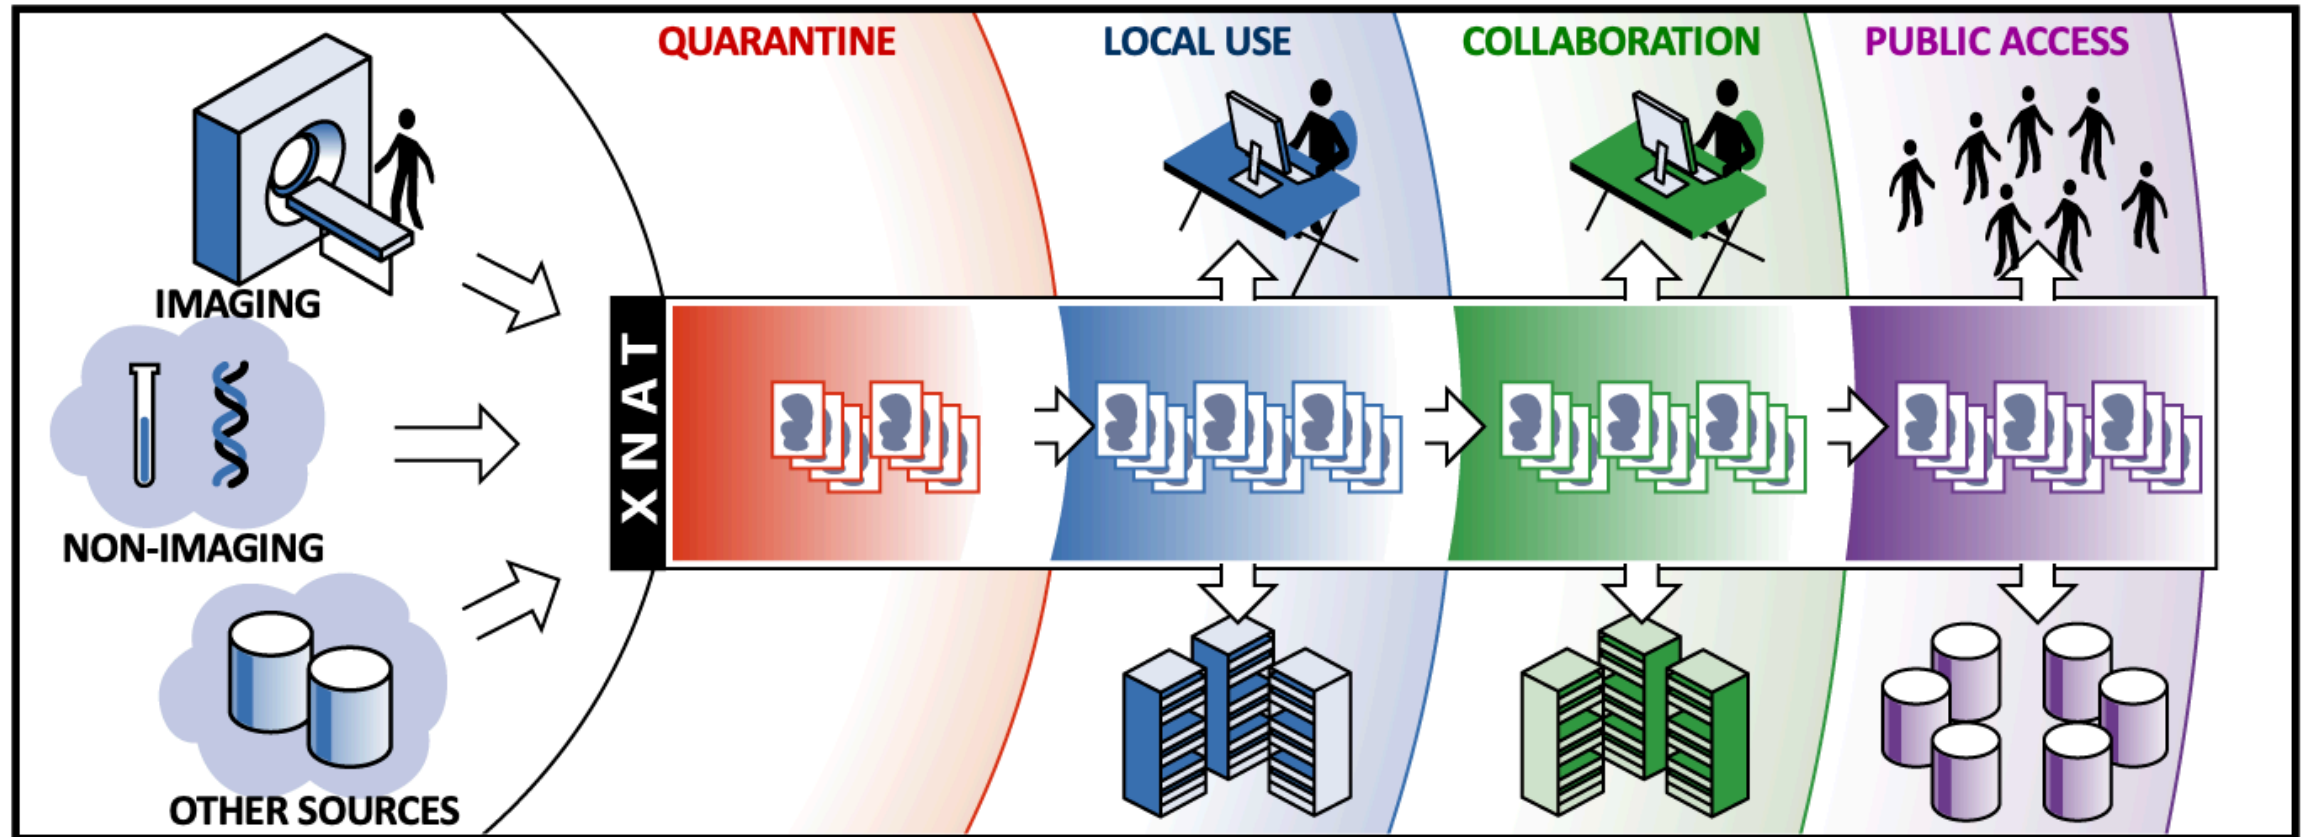 QUARANTINE
LOCAL USE
COLLABORATION
PUBLIC ACCESS
IMAGING
NON-IMAGING
OTHER SOURCES
XNAT